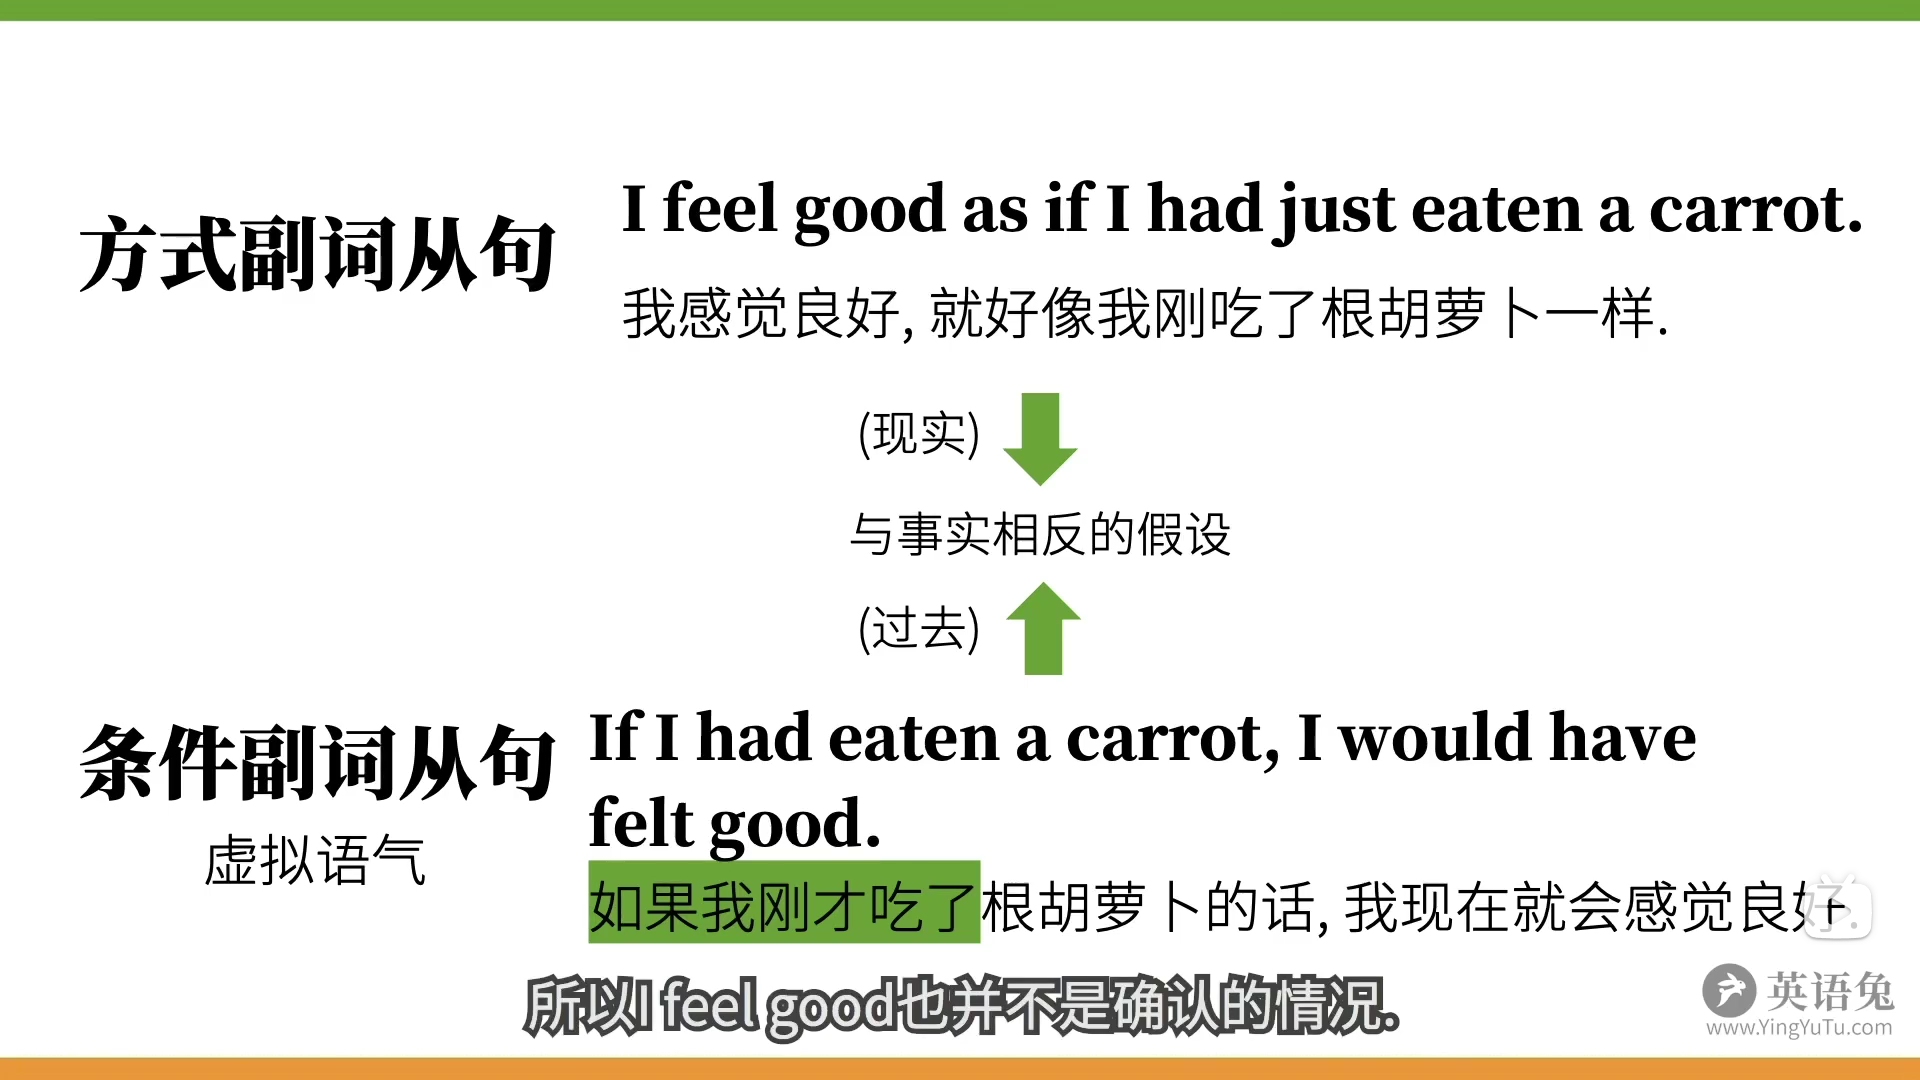 方式副词从句
I feel good as if I had just eaten a carrot.
我感觉良好, 就好像我刚吃了根胡萝卜一样.
(现实)
与事实相反的假设
(过去)
条件副词从句
虚拟语气
If I had eaten a carrot, I would have
felt good.
如果我刚才吃了根胡萝卜的话, 我现在就会感觉良好.
所以I feel good也并不是确认的情况.
英语兔
www.YingYuTu.com